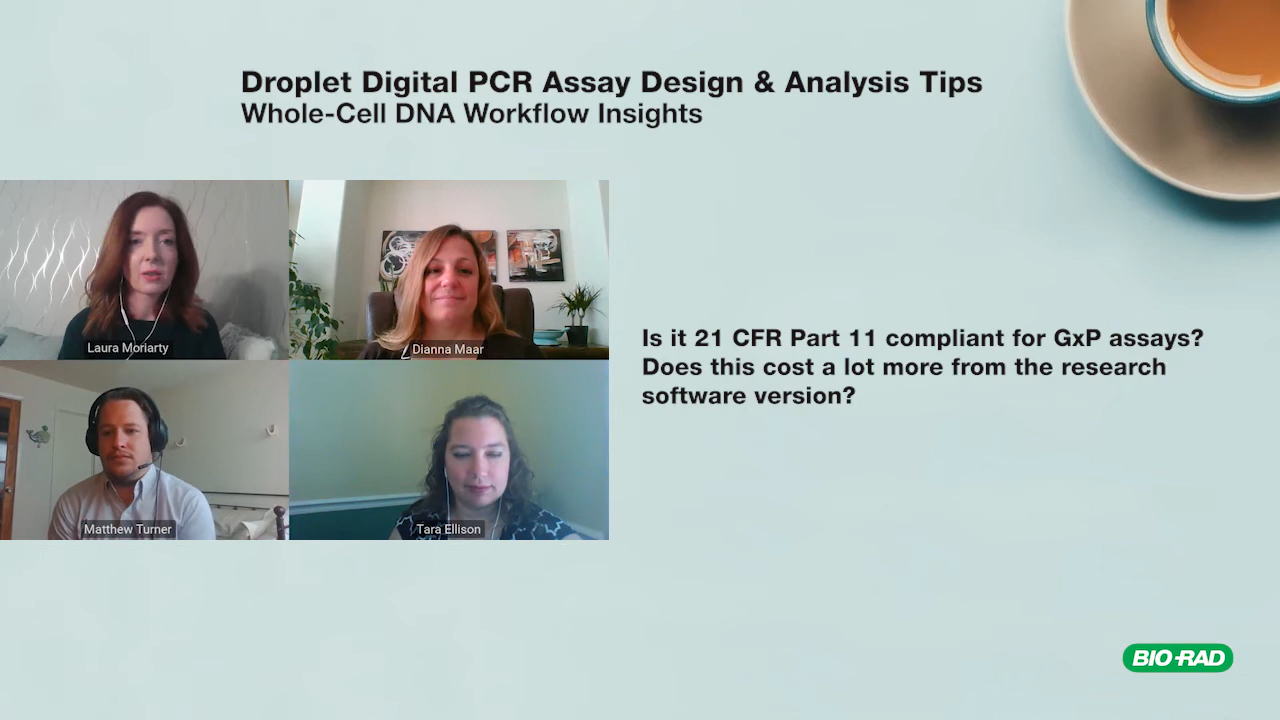 Droplet Digital PCR Assay Design & Analysis Tips
Whole-Cell DNA Workflow Insights
Laura Moriarty
Dianna Maar
Is it 21 CFR Part 11 compliant for GxP assays?
Does this cost a lot more from the research
software version?
Matthew Turner
Tara Ellison
BIO-RAD